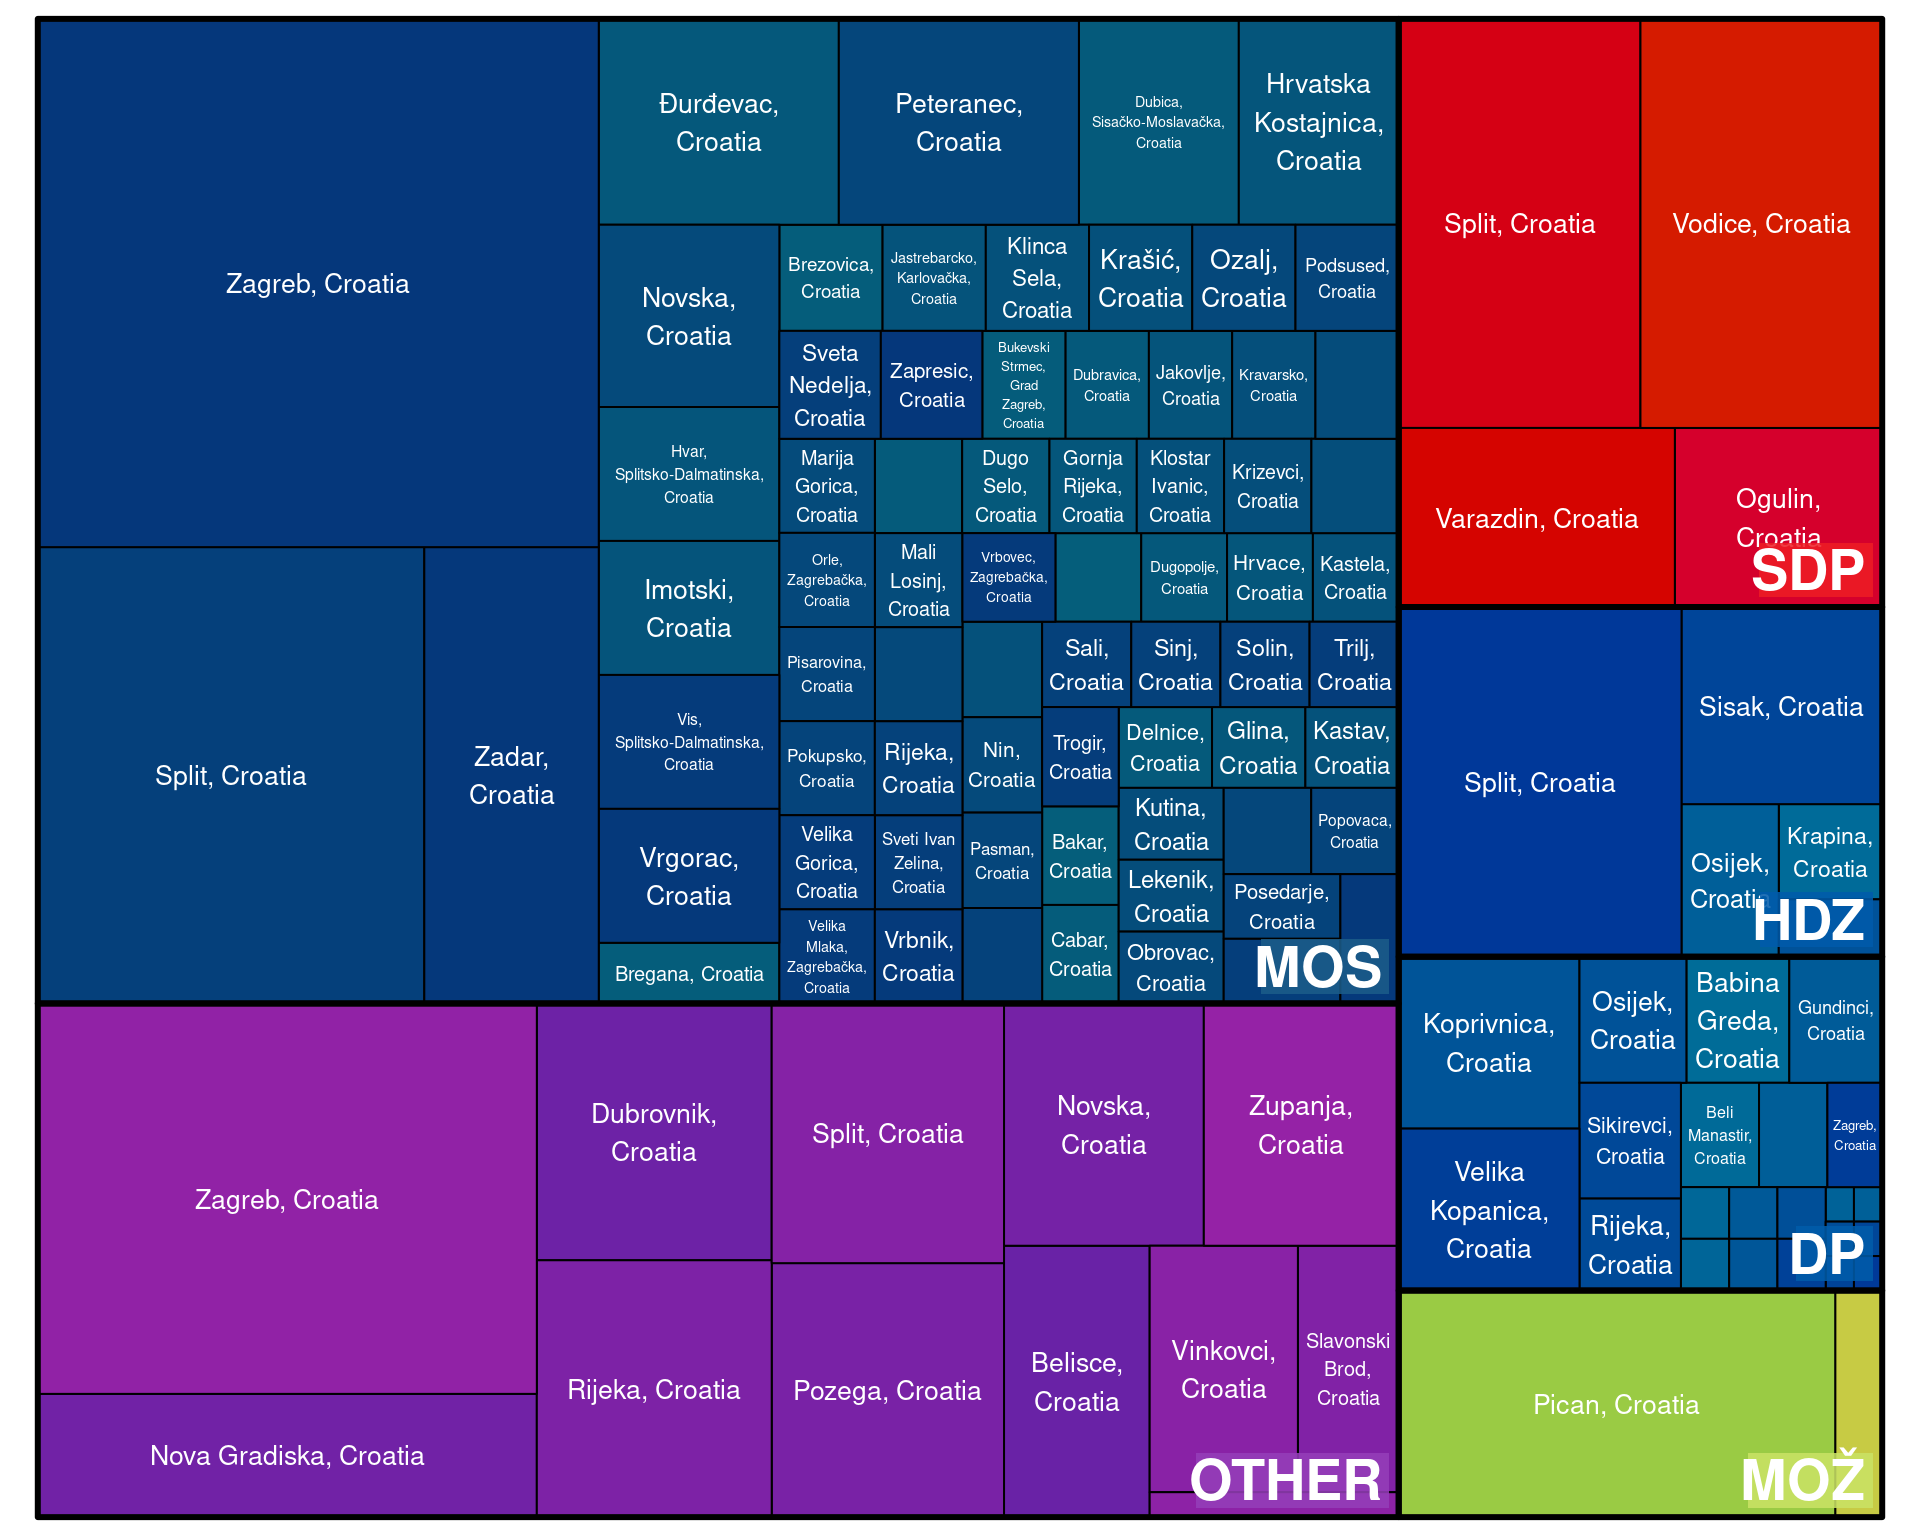 Zagreb, Croatia
Split, Croatia
Zadar,
Croatia
Đurđevac,
Croatia
Peteranec,
Croatia
Dubica,
Sisačko-Moslavačka,
Croatia
Hrvatska
Kostajnica,
Croatia
Novska,
Croatia
Hvar,
Splitsko-Dalmatinska,
Croatia
Imotski,
Croatia
Vis,
Splitsko-Dalmatinska,
Croatia
Vrgorac,
Croatia
Bregana, Croatia
Brezovica,
Croatia
Jastrebarcko,
Karlovačka,
Croatia
Klinca
Sela,
Croatia
Krašić,
Croatia
Ozalj,
Croatia
Podsused,
Croatia
Sveta
Nedelja,
Croatia
Zapresic,
Croatia
Bukevski
Strmec,
Grad
Zagreb,
Croatia
Dubravica,
Croatia
Jakovlje,
Croatia
Kravarsko,
Croatia
Marija
Gorica,
Croatia
Dugo
Selo,
Croatia
Gornja
Rijeka,
Croatia
Klostar
Ivanic,
Croatia
Krizevci,
Croatia
Orle,
Zagrebačka,
Croatia
Mali
Losinj,
Croatia
Vrbovec,
Zagrebačka,
Croatia
Dugopolje,
Croatia
Hrvace,
Croatia
Kastela,
Croatia
Pisarovina,
Croatia
Sali,
Croatia
Sinj,
Croatia
Solin,
Croatia
Trilj,
Croatia
Pokupsko,
Croatia
Rijeka,
Croatia
Nin,
Croatia
Trogir,
Croatia
Delnice,
Croatia
Glina,
Croatia
Kastav,
Croatia
Velika
Gorica,
Croatia
Sveti Ivan
Zelina,
Croatia
Pasman,
Croatia
Bakar,
Croatia
Kutina,
Croatia
Popovaca,
Croatia
Lekenik,
Croatia
Posedarje,
Croatia
Velika
Mlaka,
Zagrebačka,
Croatia
Vrbnik,
Croatia
Cabar,
Croatia
Obrovac,
Croatia
MOS
Split, Croatia
Vodice, Croatia
Varazdin, Croatia
Ogulin,
Croatia
SDP
Split, Croatia
Sisak, Croatia
Osijek,
Croatia
Krapina,
Croatia
HDZ
Koprivnica,
Croatia
Osijek,
Croatia
Babina
Greda,
Croatia
Gundinci,
Croatia
Velika
Kopanica,
Croatia
Sikirevci,
Croatia
Beli
Manastir,
Croatia
Zagreb,
Croatia
Rijeka,
Croatia
DP
Zagreb, Croatia
Nova Gradiska, Croatia
Dubrovnik,
Croatia
Rijeka, Croatia
Split, Croatia
Pozega, Croatia
Novska,
Croatia
Zupanja,
Croatia
Belisce,
Croatia
Vinkovci,
Croatia
Slavonski
Brod,
Croatia
OTHER
Pican, Croatia
MOŽ